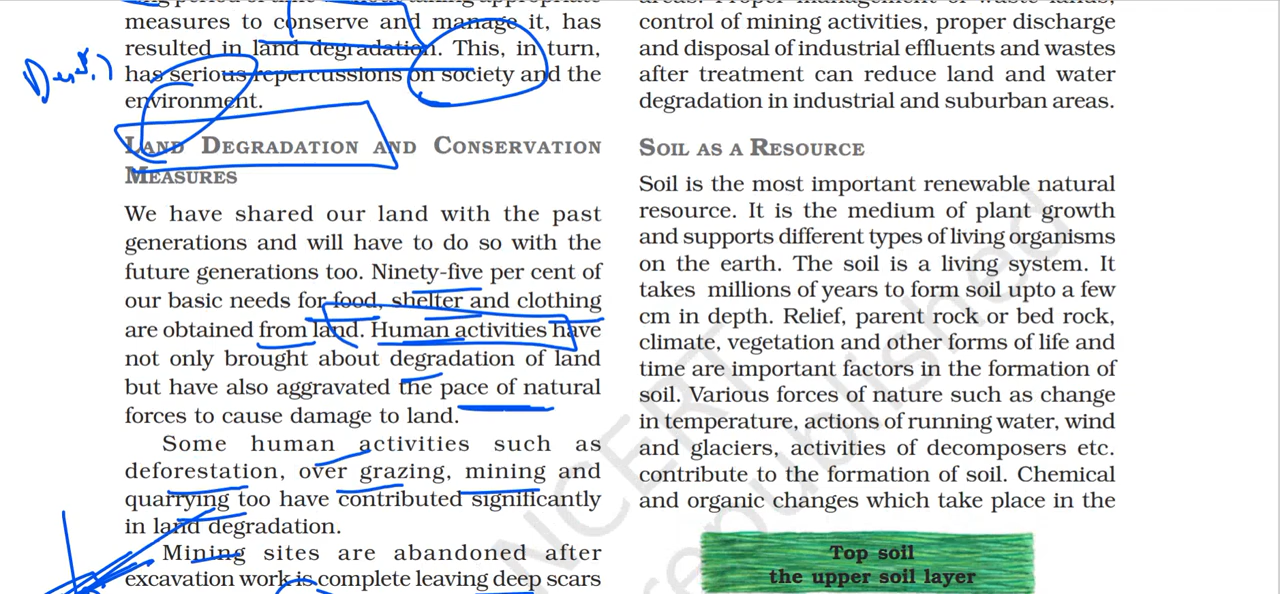 measures to conserve and manage it, has
resulted in land degradation. This, in turn,
has serious repercussions on society and the
environment.
LAND DEGRADATION AND CONSERVATION
MEASURES
We have shared our land with the past
generations and will have to do so with the
future generations too. Ninety-five per cent of
our basic needs for food, shelter and clothing
are obtained from land. Human activities have
not only brought about degradation of land
but have also aggravated the pace of natural
forces to cause damage to land.
Some human activities such as
deforestation, over grazing, mining and
quarrying too have contributed significantly
in land degradation.
Mining sites are abandoned after
excavation work is complete leaving deep scars
control of mining activities, proper discharge
and disposal of industrial effluents and wastes
after treatment can reduce land and water
degradation in industrial and suburban areas.
SOIL AS A RESOURCE
Soil is the most important renewable natural
resource. It is the medium of plant growth
and supports different types of living organisms
on the earth. The soil is a living system. It
takes millions of years to form soil upto a few
cm in depth. Relief, parent rock or bed rock,
climate, vegetation and other forms of life and
time are important factors in the formation of
soil. Various forces of nature such as change
in temperature, actions of running water, wind
and glaciers, activities of decomposers etc.
contribute to the formation of soil. Chemical
and organic changes which take place in the
Top soil
the upper soil layer
NCERT
republished